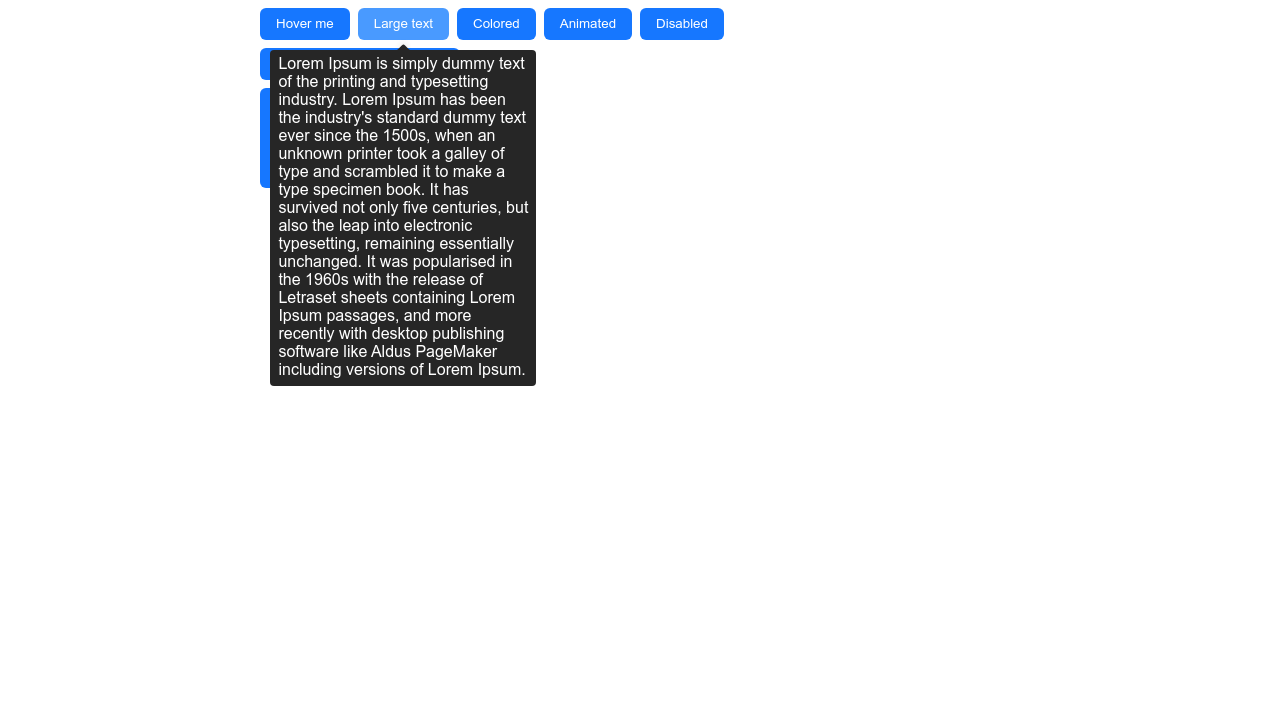 Hover me Large text Colored Animated Disabled
Lorem Ipsum is simply dummy text
of the printing and typesetting
industry. Lorem Ipsum has been
the industry's standard dummy text
ever since the 1500s, when an
unknown printer took a galley of
type and scrambled it to make a
type specimen book. It has
survived not only five centuries, but
also the leap into electronic
typesetting, remaining essentially
unchanged. It was popularised in
the 1960s with the release of
Letraset sheets containing Lorem
Ipsum passages, and more
recently with desktop publishing
software like Aldus PageMaker
including versions of Lorem Ipsum.